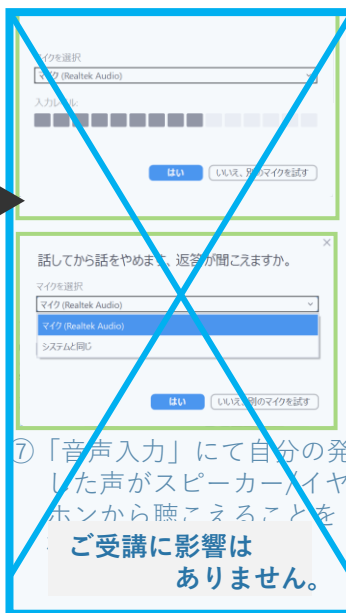 マイクを選択
マイク (Realtek Audio)
入力レベル:
はい
いいえ、別のマイクを試す
話してから話をやめます、返答が聞こえますか。
マイクを選択
マイク (Realtek Audio)
マイク (Realtek Audio)
システムと同じ
はい
いいえ、別のマイクを試す
⑦「音声入力」にて自分の発
した声がスピーカー/イヤ
ホンから聴こえることを
ご受講に影響は
ありません。